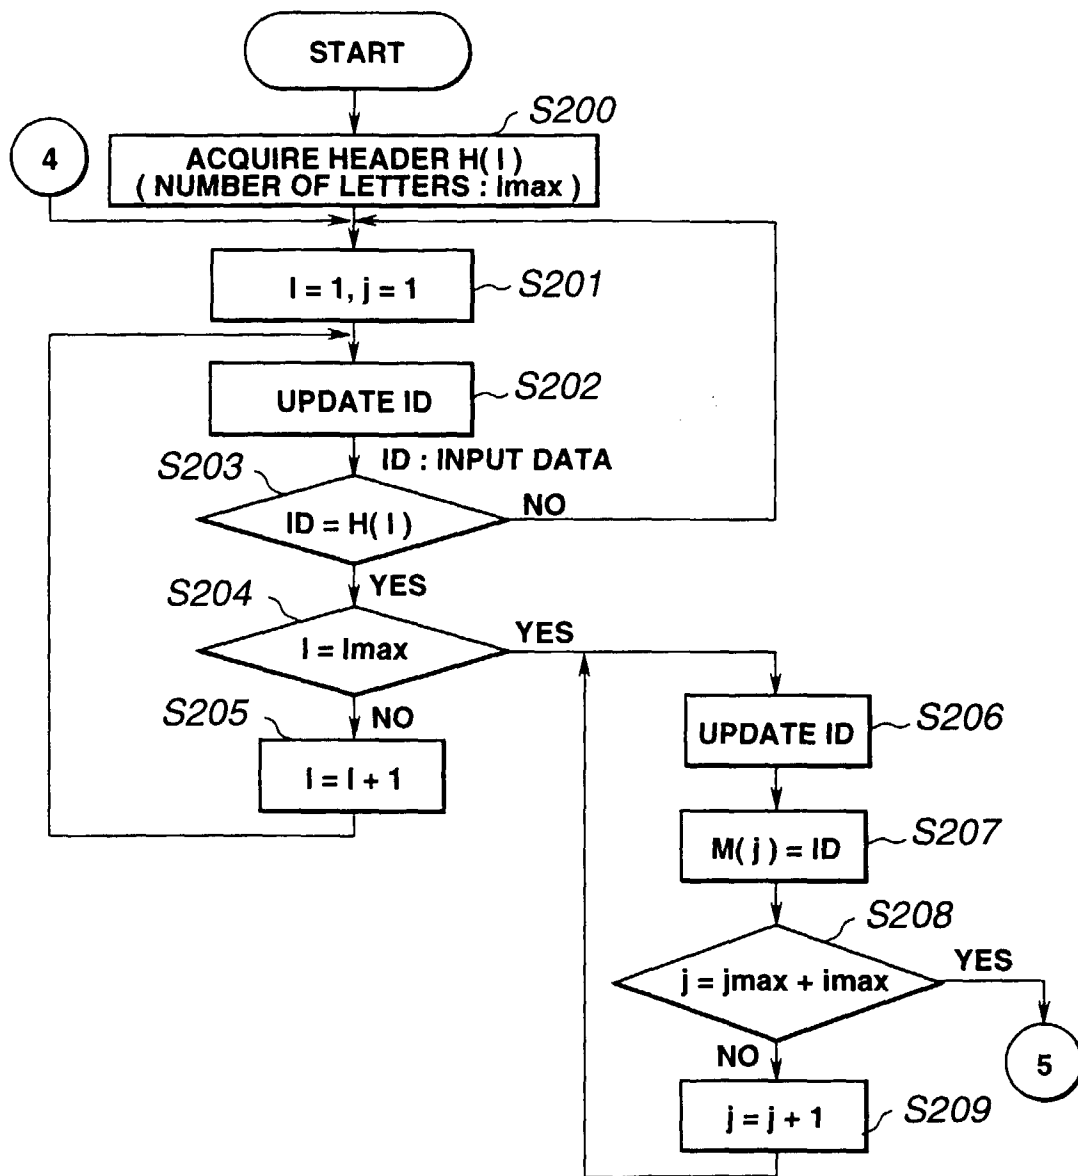 START
S200
4
ACQUIRE HEADER H( I )
( NUMBER OF LETTERS : Imax )
I = 1, j = 1
S201
UPDATE ID
S202
ID : INPUT DATA
S203
ID = H( I )
NO
YES
S204
I = Imax
YES
NO
S205
I = I + 1
UPDATE ID
S206
M( j ) = ID
S207
S208
j = jmax + imax
YES
NO
5
j = j + 1
S209